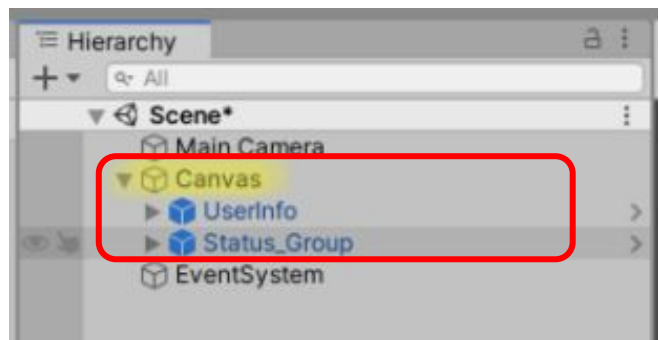 Hierarchy
All
Scene*
Main Camera
Canvas
UserInfo
Status_Group
EventSystem